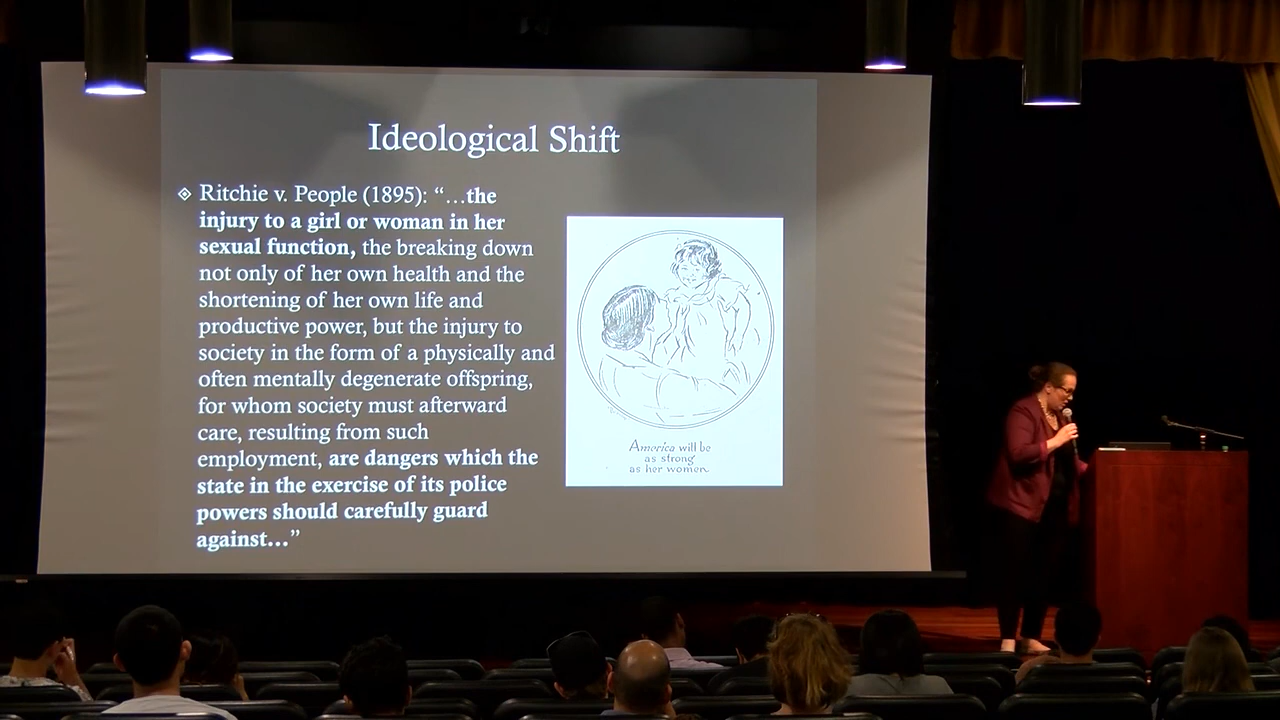 Ideological Shift
Ritchie v. People (1895): “…the
injury to a girl or woman in her
sexual function, the breaking down
not only of her own health and the
shortening of her own life and
productive power, but the injury to
society in the form of a physically and
often mentally degenerate offspring,
for whom society must afterward
care, resulting from such
employment, are dangers which the
state in the exercise of its police
powers should carefully guard
against…”
America will be
as strong
as her women.